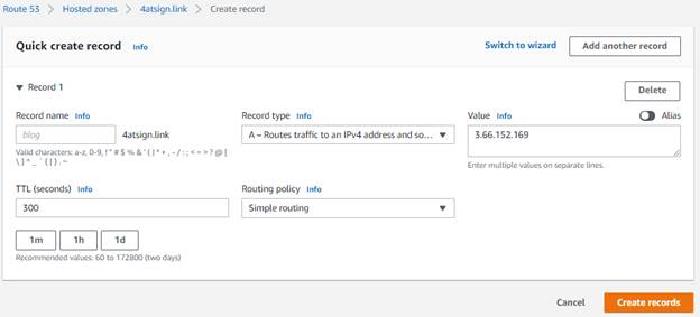 Route 53 > Hosted zones > 4atsign.link > Create record
Quick create record Info
Switch to wizard
Add another record
▼ Record 1
Delete
Record name Info
Record type Info
Value Info
Alias
blog
4atsign.link
A – Routes traffic to an IPv4 address and so... ▼
3.66.152.169
Valid characters: a-z, 0-9, ! " # $ % & ' ( ) * + , - / : ; < = > ? @ [
\ ] ^ _ ` { | } . ~
Enter multiple values on separate lines.
TTL (seconds) Info
Routing policy Info
300
Simple routing ▼
1m
1h
1d
Recommended values: 60 to 172800 (two days)
Cancel
Create records